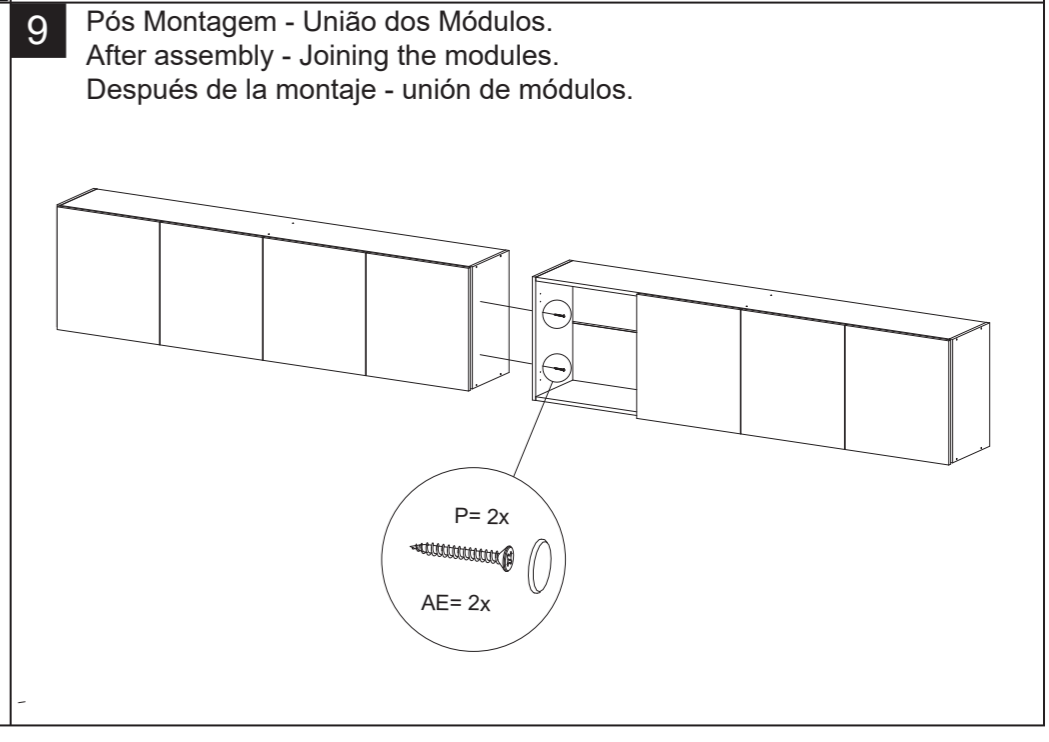 9
Pós Montagem - União dos Módulos.
After assembly - Joining the modules.
Después de la montaje - unión de módulos.
P= 2x
AE= 2x